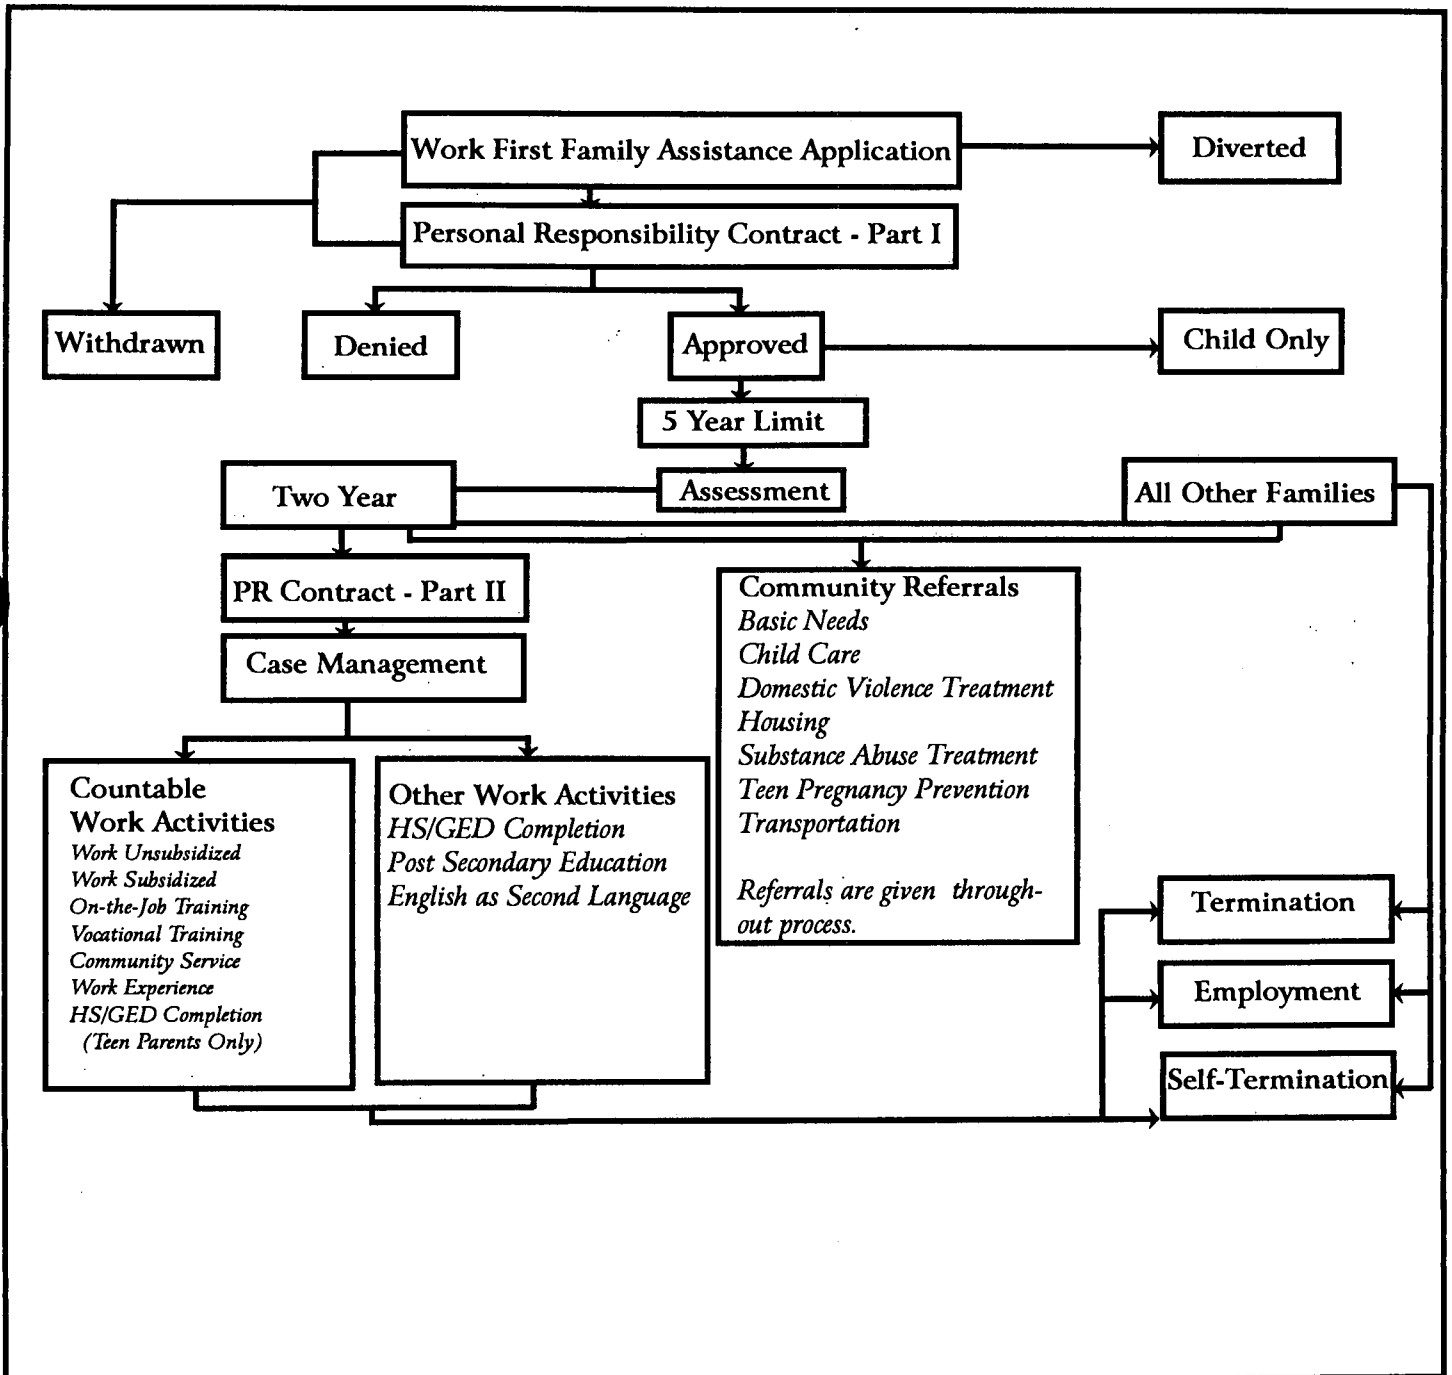 Work First Family Assistance Application
Diverted
Personal Responsibility Contract - Part I
Withdrawn
Denied
Approved
Child Only
5 Year Limit
Two Year
Assessment
All Other Families
PR Contract - Part II
Case Management
Community Referrals
Basic Needs
Child Care
Domestic Violence Treatment
Housing
Substance Abuse Treatment
Teen Pregnancy Prevention
Transportation
Referrals are given through-
out process.
Countable
Work Activities
Work Unsubsidized
Work Subsidized
On-the-Job Training
Vocational Training
Community Service
Work Experience
HS/GED Completion
(Teen Parents Only)
Other Work Activities
HS/GED Completion
Post Secondary Education
English as Second Language
Termination
Employment
Self-Termination